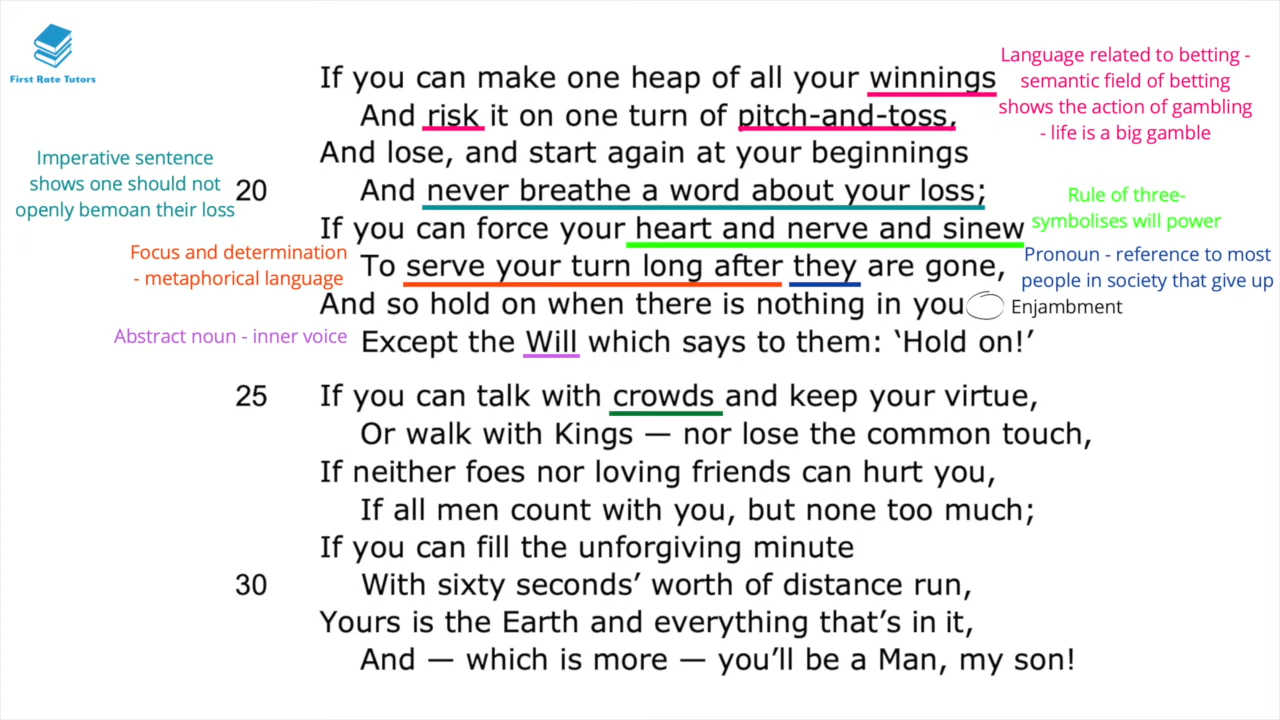 First Rate Tutors
If you can make one heap of all your winnings
And risk it on one turn of pitch-and-toss,
And lose, and start again at your beginnings
20 And never breathe a word about your loss;
If you can force your heart and nerve and sinew
To serve your turn long after they are gone,
And so hold on when there is nothing in you
Except the Will which says to them: ‘Hold on!’
25 If you can talk with crowds and keep your virtue,
Or walk with Kings — nor lose the common touch,
If neither foes nor loving friends can hurt you,
If all men count with you, but none too much;
If you can fill the unforgiving minute
30 With sixty seconds’ worth of distance run,
Yours is the Earth and everything that’s in it,
And — which is more — you’ll be a Man, my son!
Language related to betting -
semantic field of betting
shows the action of gambling
- life is a big gamble
Imperative sentence
shows one should not
openly bemoan their loss
Rule of three-
symbolises will power
Focus and determination
- metaphorical language
Pronoun - reference to most
people in society that give up
Enjambment
Abstract noun - inner voice